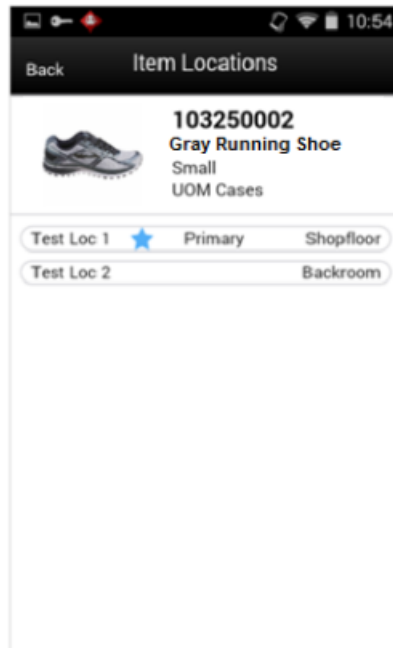 10:54
Back Item Locations
103250002
Gray Running Shoe
Small
UOM Cases
Test Loc 1 Primary Shopfloor
Test Loc 2 Backroom